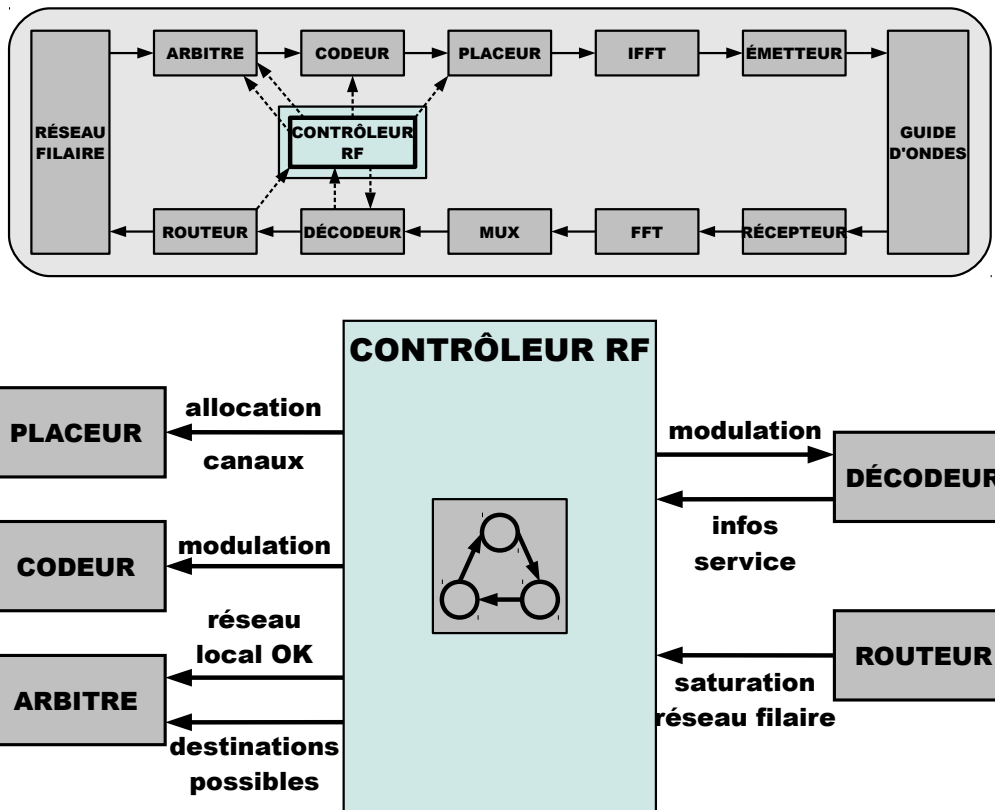 ARBITRE
CODEUR
PLACEUR
IFFT
ÉMETTEUR
RÉSEAU
FILAIRE
CONTRÔLEUR
RF
GUIDE
D'ONDES
ROUTEUR
DÉCODEUR
MUX
FFT
RÉCEPTEUR
CONTRÔLEUR RF
PLACEUR
allocation
canaux
CODEUR
modulation
ARBITRE
réseau
local OK
destinations
possibles
modulation
DÉCODEUR
infos
service
ROUTEUR
saturation
réseau filaire